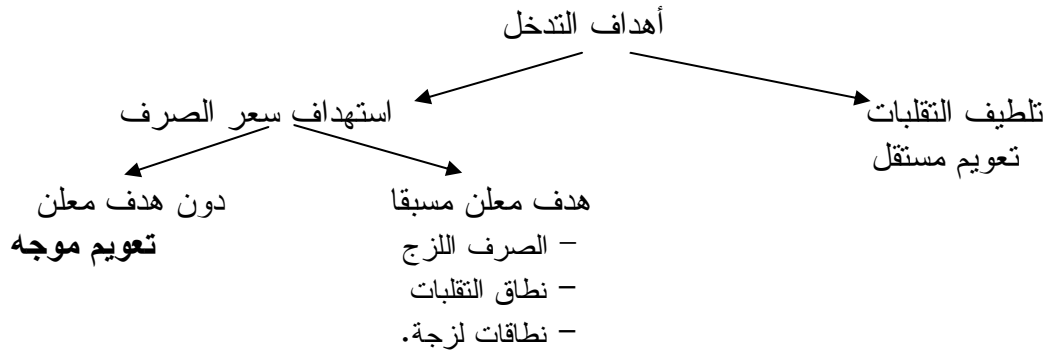 أهداف التدخل
تلطيف التقلبات
تعويم مستقل
استهداف سعر الصرف
هدف معلن مسبقا
– الصرف اللزج
– نطاق التقلبات
– نطاقات لزجة.
دون هدف معلن
تعويم موجه